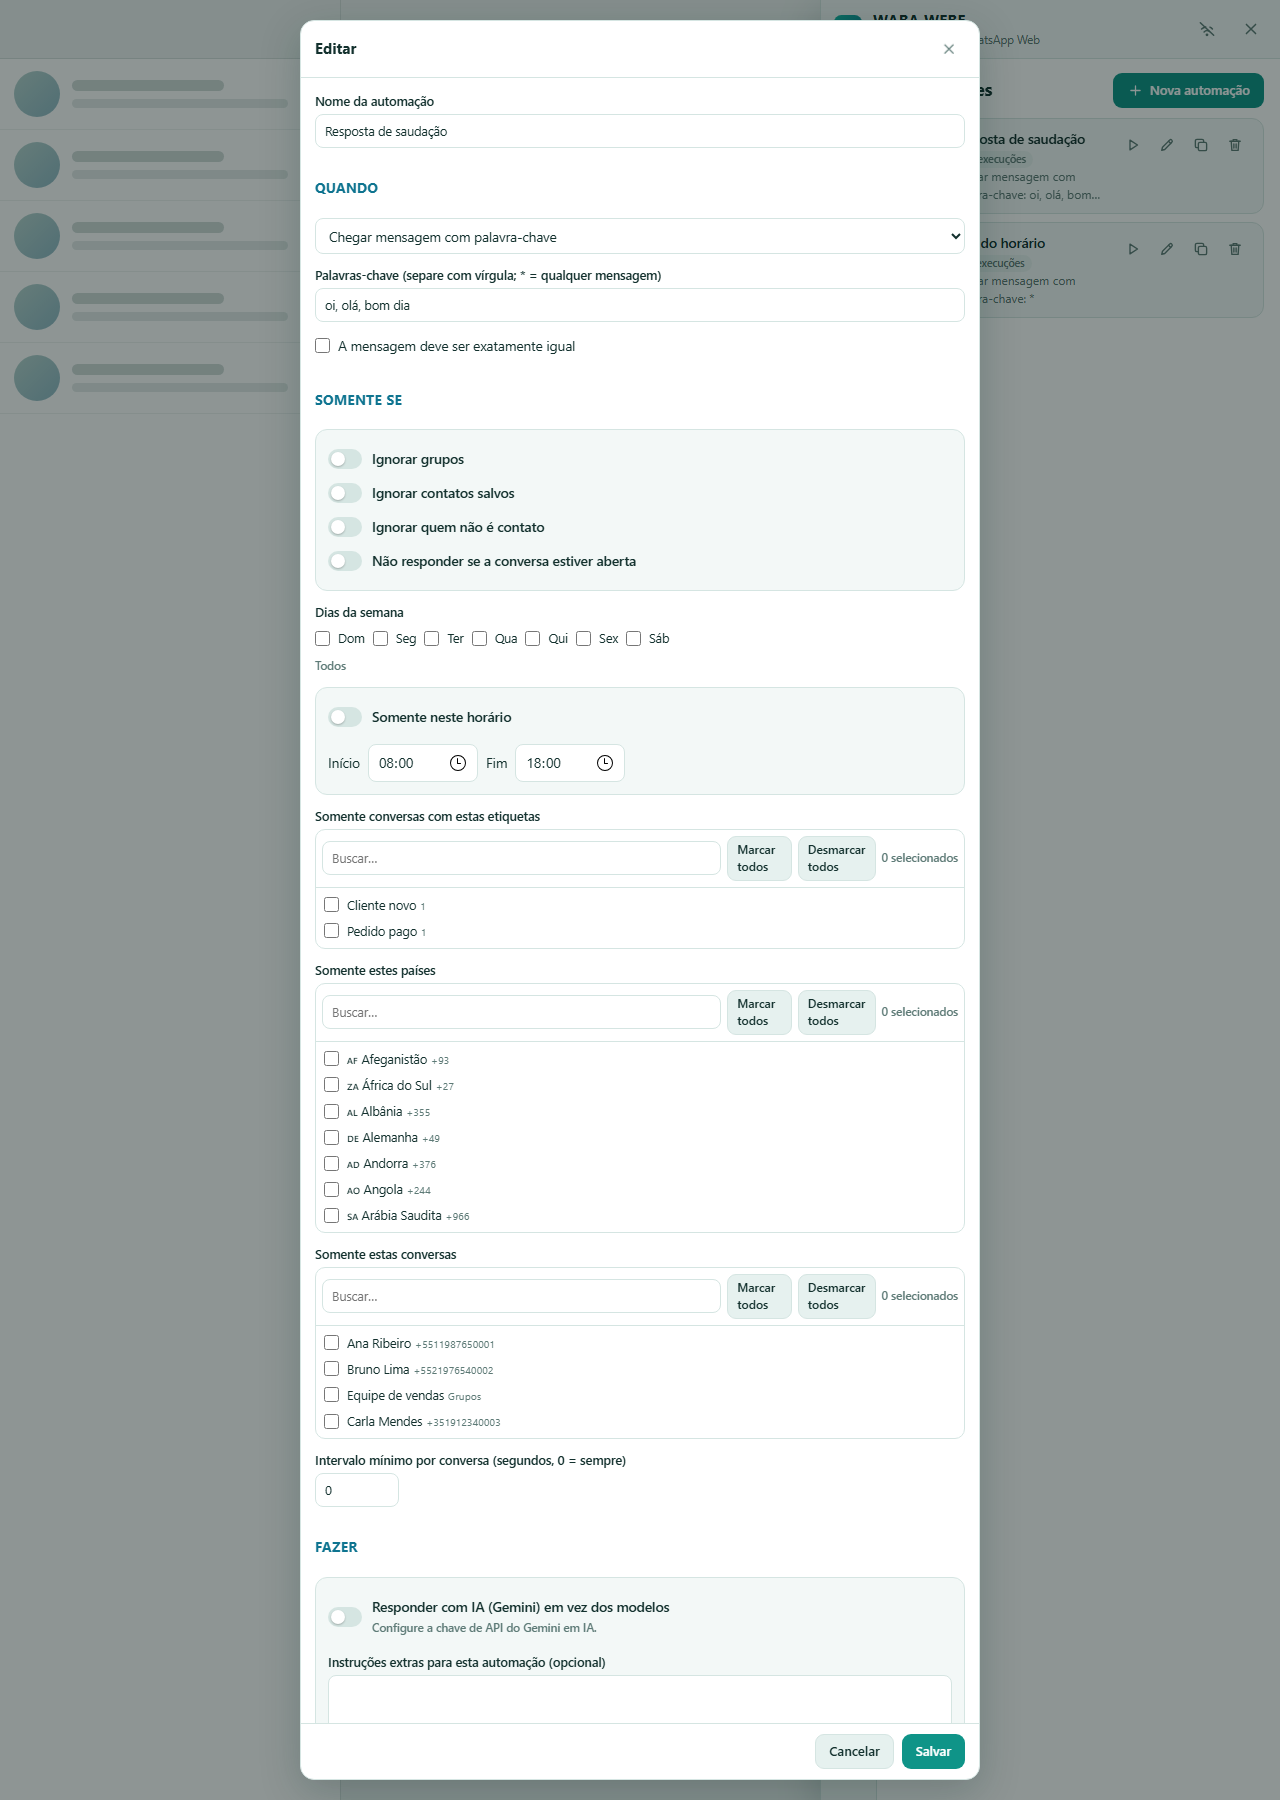 Editar
Nome da automação
Resposta de saudação
QUANDO
Chegar mensagem com palavra-chave
Palavras-chave (separe com vírgula; * = qualquer mensagem)
oi, olá, bom dia
A mensagem deve ser exatamente igual
SOMENTE SE
Ignorar grupos
Ignorar contatos salvos
Ignorar quem não é contato
Não responder se a conversa estiver aberta
Dias da semana
Dom Seg Ter Qua Qui Sex Sáb
Todos
Somente neste horário
Início 08:00 Fim 18:00
Somente conversas com estas etiquetas
Buscar... Marcar todos Desmarcar todos 0 selecionados
Cliente novo 1
Pedido pago 1
Somente estes países
Buscar... Marcar todos Desmarcar todos 0 selecionados
AF Afeganistão +93
ZA África do Sul +27
AL Albânia +355
DE Alemanha +49
AD Andorra +376
AO Angola +244
SA Arábia Saudita +966
Somente estas conversas
Buscar... Marcar todos Desmarcar todos 0 selecionados
Ana Ribeiro +5511987650001
Bruno Lima +5521976540002
Equipe de vendas Grupos
Carla Mendes +351912340003
Intervalo mínimo por conversa (segundos, 0 = sempre)
0
FAZER
Responder com IA (Gemini) em vez dos modelos
Configure a chave de API do Gemini em IA.
Instruções extras para esta automação (opcional)
Cancelar Salvar
atsApp Web
es
Nova automação
osta de saudação
execuções
ar mensagem com
ra-chave: oi, olá, bom...
do horário
execuções
ar mensagem com
ra-chave: *